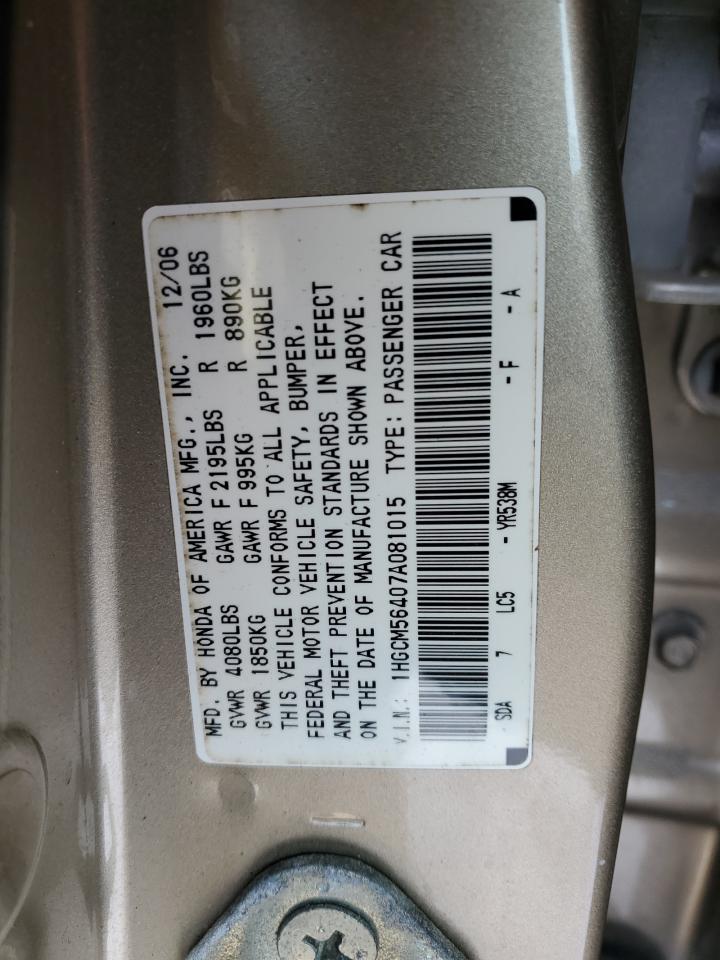 MFD. BY HONDA OF AMERICA MFG., INC. 12/06
GVWR 4080LBS GAWR F 2195LBS R 1960LBS
GVWR 1850KG GAWR F 995KG R 890KG
THIS VEHICLE CONFORMS TO ALL APPLICABLE
FEDERAL MOTOR VEHICLE SAFETY, BUMPER,
AND THEFT PREVENTION STANDARDS IN EFFECT
ON THE DATE OF MANUFACTURE SHOWN ABOVE.
V.I.N.: 1HGCM56407A081015 TYPE: PASSENGER CAR
SDA 7 LC5 - YR538M - F - A